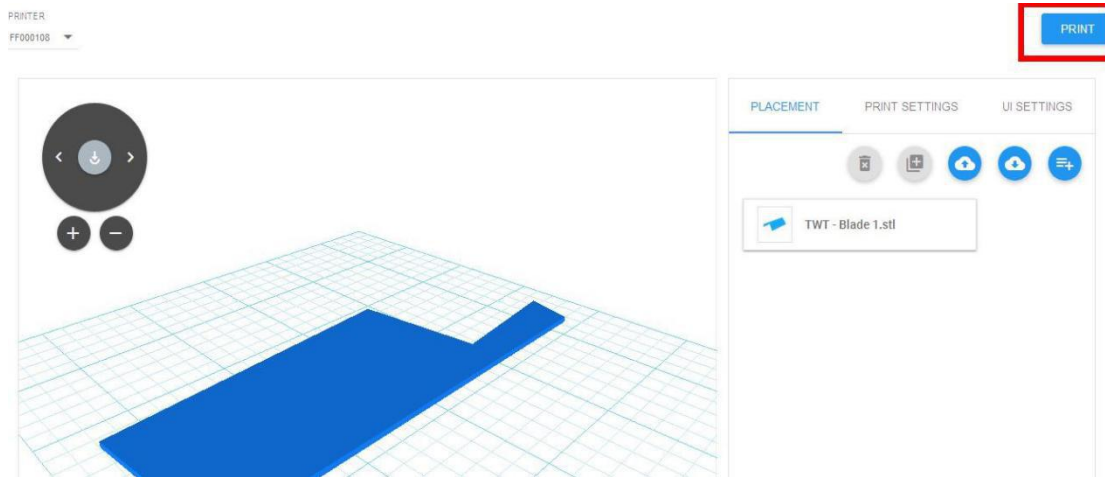 PRINTER
FF000108
PRINT
PLACEMENT PRINT SETTINGS UI SETTINGS
TWT - Blade 1.stl